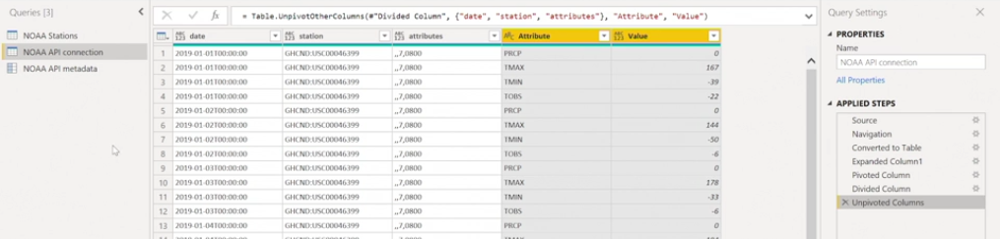 Queries [3]
NOAA Stations
NOAA API connection
NOAA API metadata
fx = Table.UnpivotOtherColumns(#"Divided Column", {"date", "station", "attributes"}, "Attribute", "Value")
ABC 123 date ABC 123 station ABC 123 attributes ABC Attribute ABC 123 Value
1 2019-01-01T00:00:00 GHCND:USC00046399 ,,7,0800 PRCP 0
2 2019-01-01T00:00:00 GHCND:USC00046399 ,,7,0800 TMAX 167
3 2019-01-01T00:00:00 GHCND:USC00046399 ,,7,0800 TMIN -39
4 2019-01-01T00:00:00 GHCND:USC00046399 ,,7,0800 TOBS -22
5 2019-01-02T00:00:00 GHCND:USC00046399 ,,7,0800 PRCP 0
6 2019-01-02T00:00:00 GHCND:USC00046399 ,,7,0800 TMAX 144
7 2019-01-02T00:00:00 GHCND:USC00046399 ,,7,0800 TMIN -50
8 2019-01-02T00:00:00 GHCND:USC00046399 ,,7,0800 TOBS -6
9 2019-01-03T00:00:00 GHCND:USC00046399 ,,7,0800 PRCP 0
10 2019-01-03T00:00:00 GHCND:USC00046399 ,,7,0800 TMAX 178
11 2019-01-03T00:00:00 GHCND:USC00046399 ,,7,0800 TMIN -33
12 2019-01-03T00:00:00 GHCND:USC00046399 ,,7,0800 TOBS -6
13 2019-01-04T00:00:00 GHCND:USC00046399 ,,7,0800 PRCP 0
Query Settings
PROPERTIES
Name
NOAA API connection
All Properties
APPLIED STEPS
Source
Navigation
Converted to Table
Expanded Column1
Pivoted Column
Divided Column
Unpivoted Columns